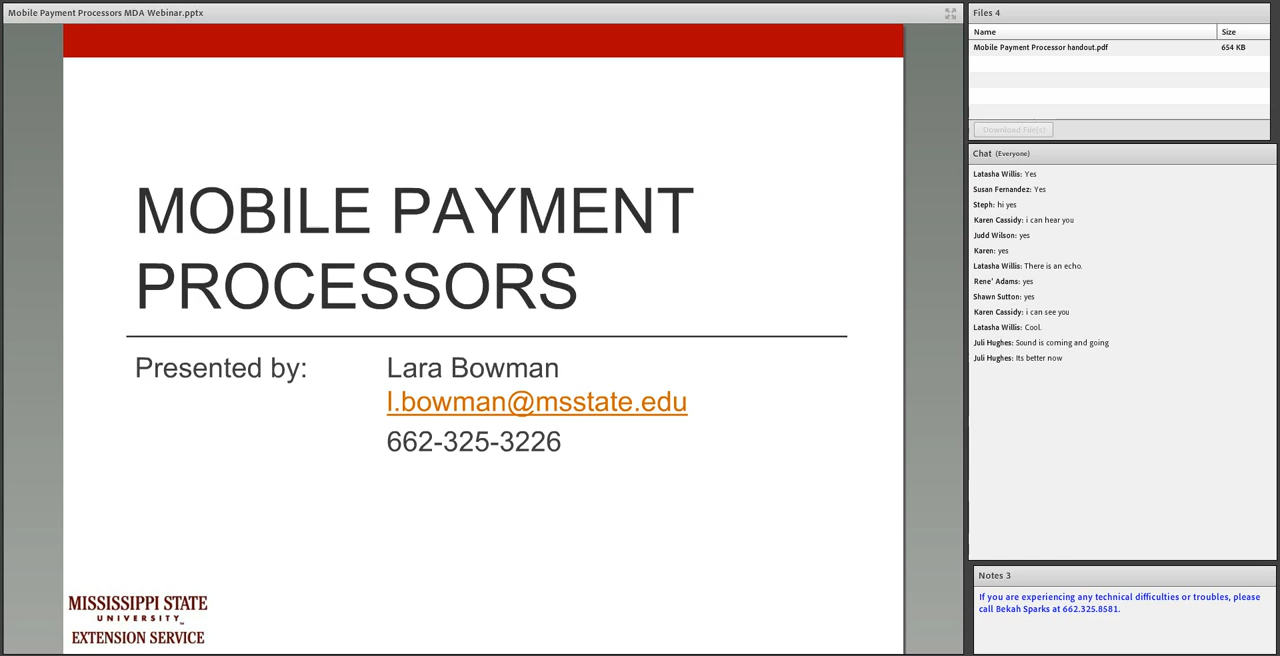 Mobile Payment Processors MDA Webinar.pptx
MOBILE PAYMENT
PROCESSORS
Presented by: Lara Bowman
l.bowman@msstate.edu
662-325-3226
MISSISSIPPI STATE
UNIVERSITY™
EXTENSION SERVICE
Files 4
Name Size
Mobile Payment Processor handout.pdf 654 KB
Download File(s)
Chat (Everyone)
Latasha Willis: Yes
Susan Fernandez: Yes
Steph: hi yes
Karen Cassidy: i can hear you
Judd Wilson: yes
Karen: yes
Latasha Willis: There is an echo.
Rene' Adams: yes
Shawn Sutton: yes
Karen Cassidy: i can see you
Latasha Willis: Cool.
Juli Hughes: Sound is coming and going
Juli Hughes: Its better now
Notes 3
If you are experiencing any technical difficulties or troubles, please
call Bekah Sparks at 662.325.8581.